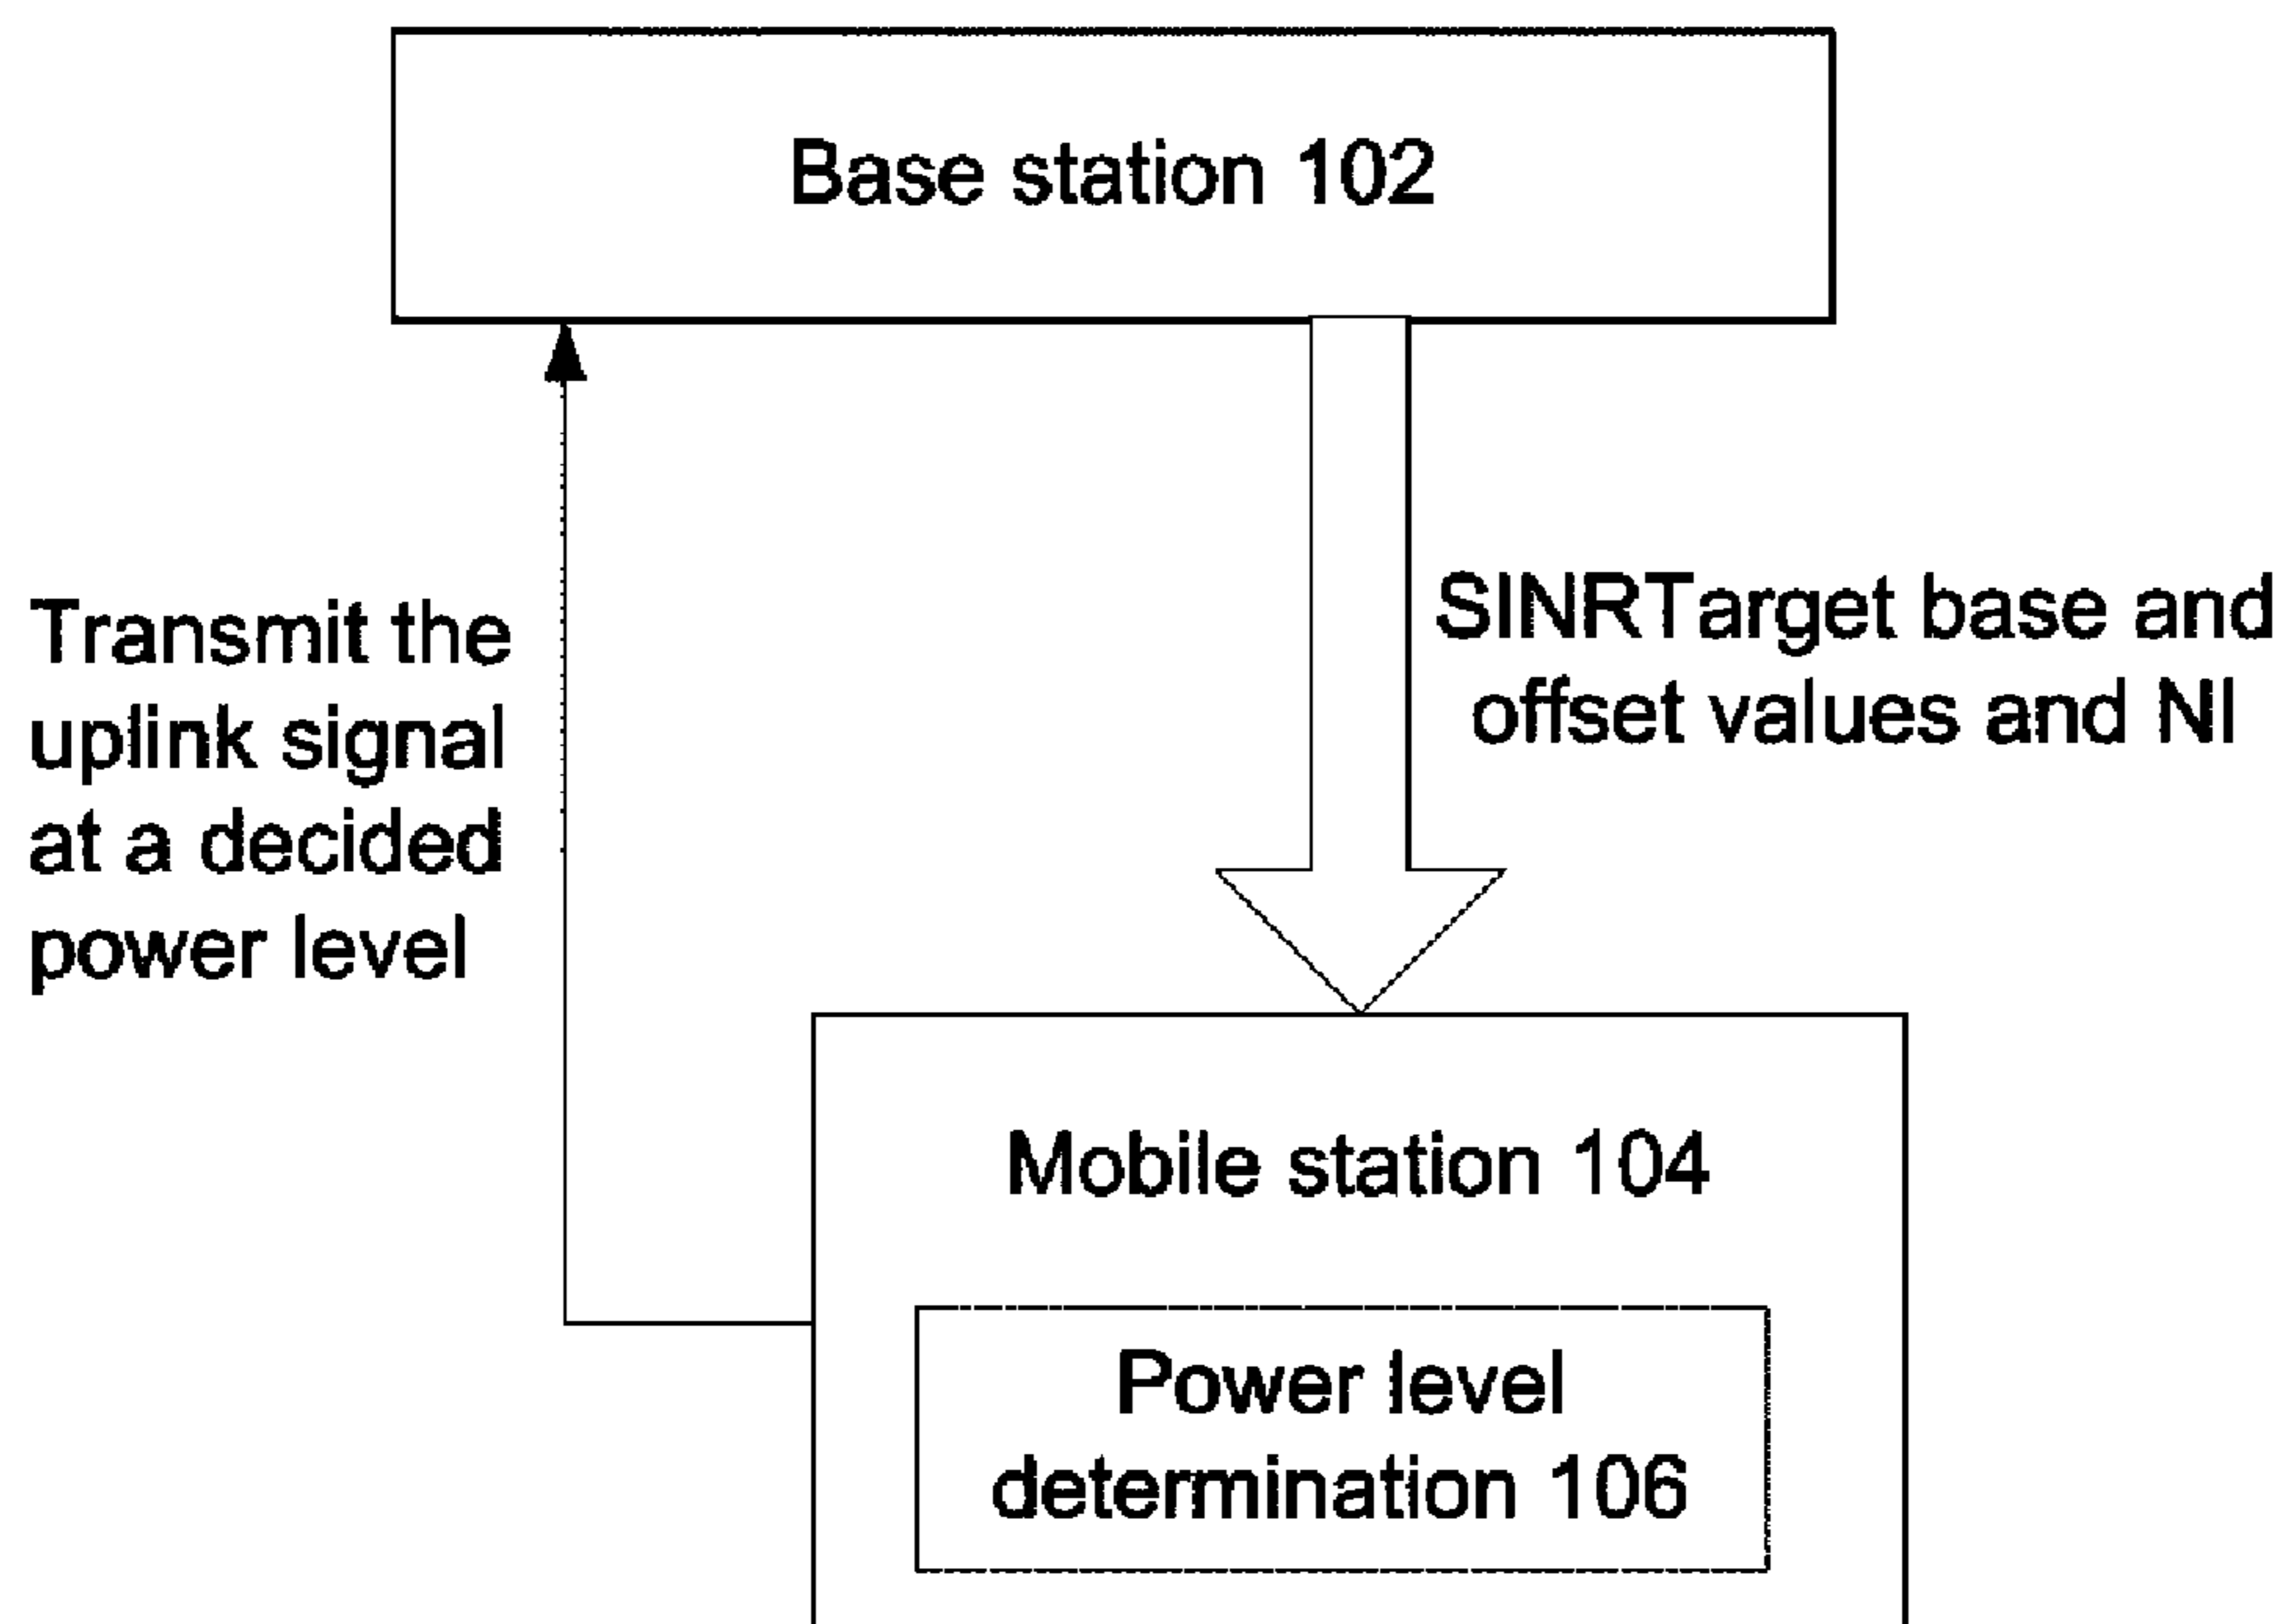 Base station 102
Transmit the
uplink signal
at a decided
power level
SINRTarget base and
offset values and NI
Mobile station 104
Power level
determination 106